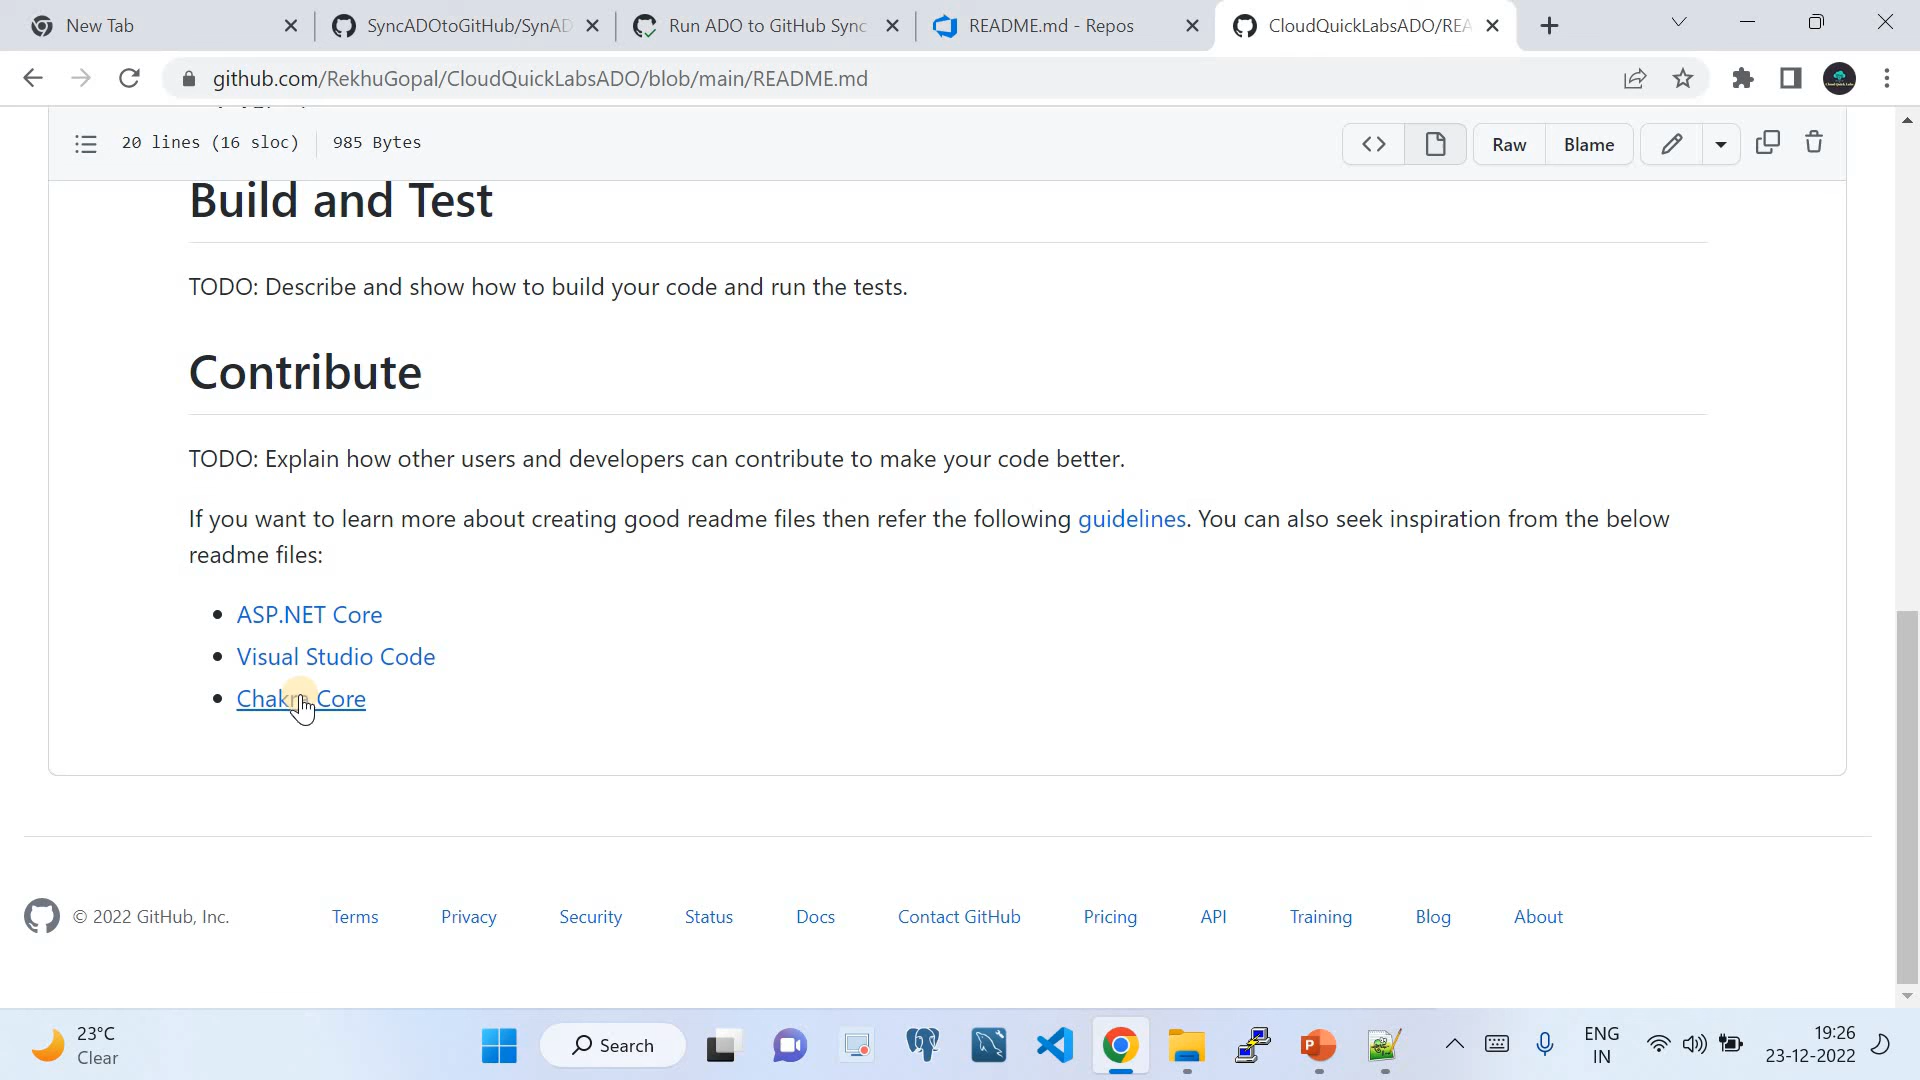 New Tab
SyncADOtoGitHub/SynAD
Run ADO to GitHub Sync
README.md - Repos
CloudQuickLabsADO/REA
github.com/RekhuGopal/CloudQuickLabsADO/blob/main/README.md
20 lines (16 sloc)
985 Bytes
Raw
Blame
Build and Test
TODO: Describe and show how to build your code and run the tests.
Contribute
TODO: Explain how other users and developers can contribute to make your code better.
If you want to learn more about creating good readme files then refer the following guidelines. You can also seek inspiration from the below
readme files:
ASP.NET Core
Visual Studio Code
Chakra Core
© 2022 GitHub, Inc.
Terms
Privacy
Security
Status
Docs
Contact GitHub
Pricing
API
Training
Blog
About
23°C
Clear
Search
ENG
IN
19:26
23-12-2022